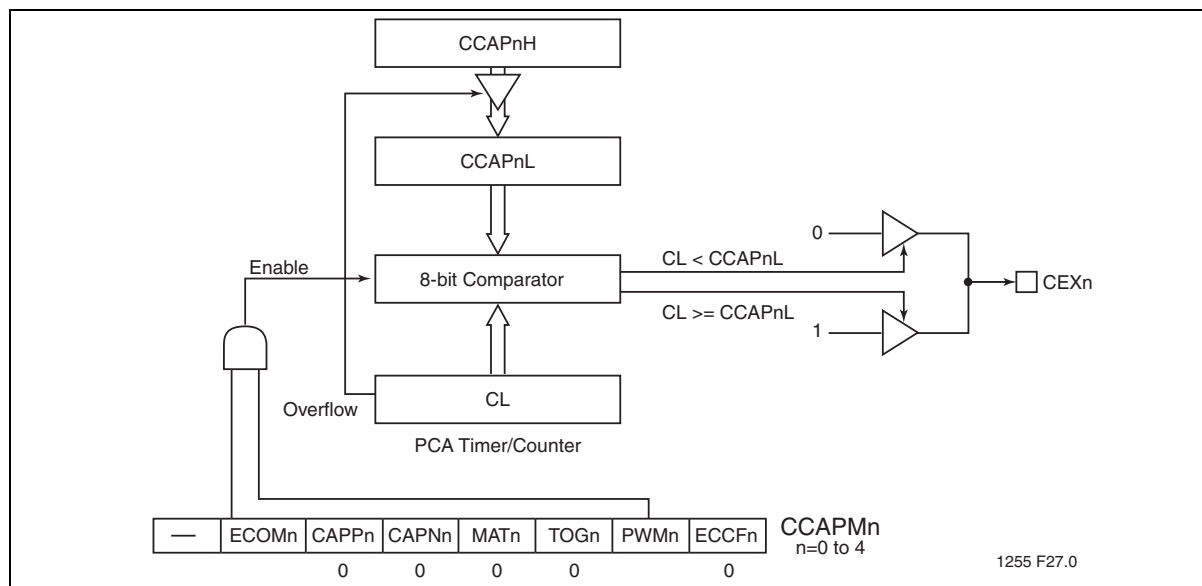 CCAPnH
CCAPnL
0
CL < CCAPnL
Enable
8-bit Comparator
CEXn
CL >= CCAPnL
1
CL
Overflow
PCA Timer/Counter
— ECOMn CAPPn CAPNn MATn TOGn PWMn ECCFn CCAPMn
n=0 to 4
0 0 0 0 0
1255 F27.0